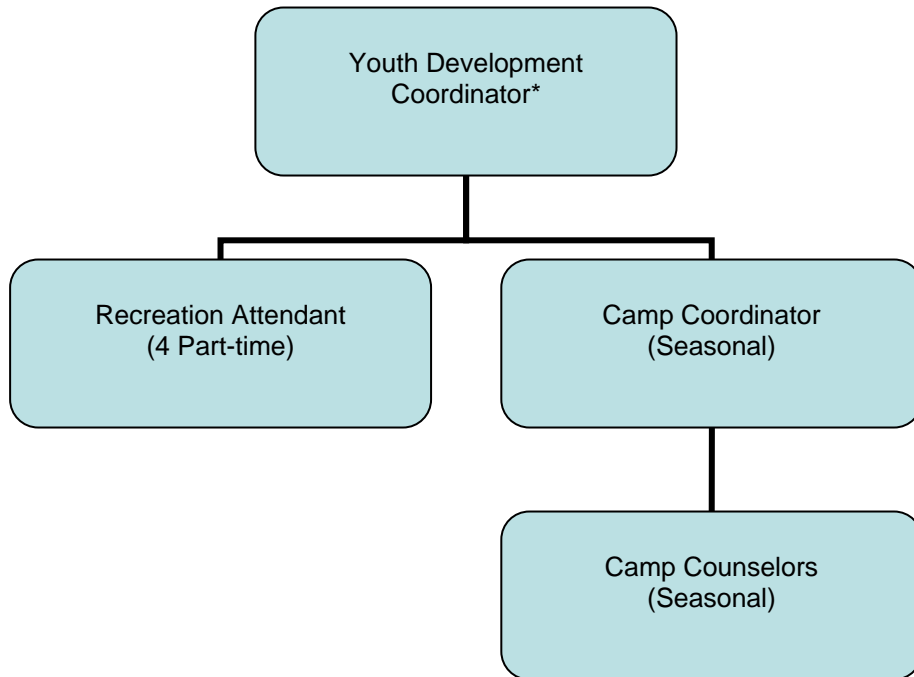 Youth Development
Coordinator*
Recreation Attendant
(4 Part-time)
Camp Coordinator
(Seasonal)
Camp Counselors
(Seasonal)